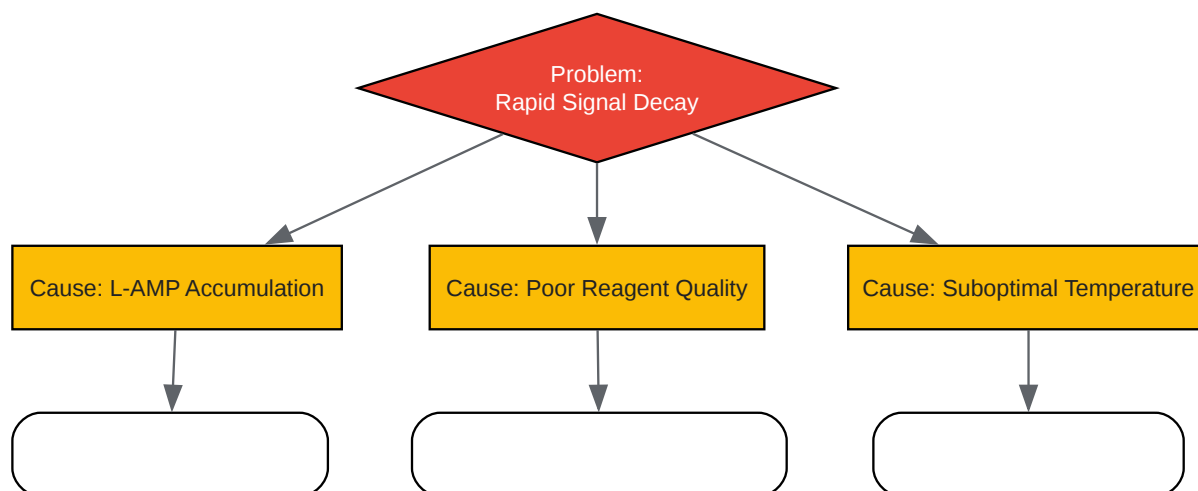 Problem:
Rapid Signal Decay
Cause: L-AMP Accumulation
Cause: Poor Reagent Quality
Cause: Suboptimal Temperature